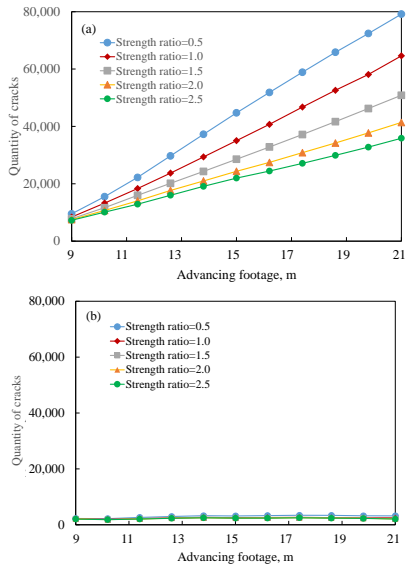 80,000
(a)
Strength ratio=0.5
Strength ratio=1.0
60,000
Strength ratio=1.5
Strength ratio=2.0
Strength ratio=2.5
40,000
Quantity of cracks
20,000
0
9 11 13 15 17 19 21
Advancing footage, m
80,000
(b)
Strength ratio=0.5
Strength ratio=1.0
60,000
Strength ratio=1.5
Strength ratio=2.0
Strength ratio=2.5
40,000
Quantity of cracks
20,000
0
9 11 13 15 17 19 21
Advancing footage, m